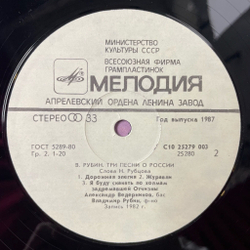 МИНИСТЕРСТВО
КУЛЬТУРЫ СССР
ВСЕСОЮЗНАЯ ФИРМА
ГРАМПЛАСТИНОК
МЕЛОДИЯ
АПРЕЛЕВСКИЙ ОРДЕНА ЛЕНИНА ЗАВОД
СТЕРЕО 33 Год выпуска 1987
ГОСТ 5289-80 С10 25279 003
Гр. 2. 1-20 25280 2
В. РУБИН. ТРИ ПЕСНИ О РОССИИ
Слова Н. Рубцова
1. Дорожная элегия 2. Журавли
3. Я буду скакать по холмам
задремавшей Отчизны
Александр Ведерников, бас
Владимир Рубин, ф-но
Запись 1982 г.